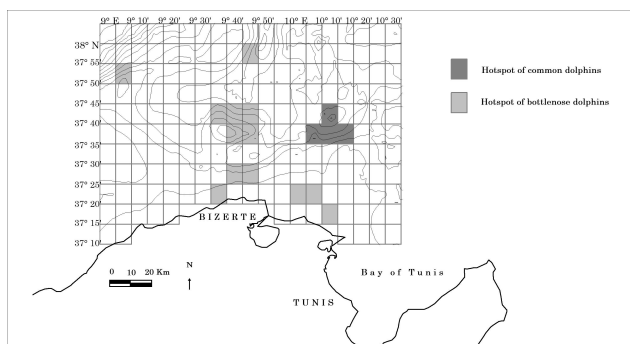 9° E 9° 10' 9° 20' 9° 30' 9° 40' 9° 50' 10° E 10° 10' 10° 20' 10° 30'
38° N
37° 55'
37° 50'
37° 45'
37° 40'
37° 35'
37° 30'
37° 25'
37° 20'
37° 15'
37° 10'
Hotspot of common dolphins
Hotspot of bottlenose dolphins
BIZERTE
0 10 20 Km
N
Bay of Tunis
TUNIS